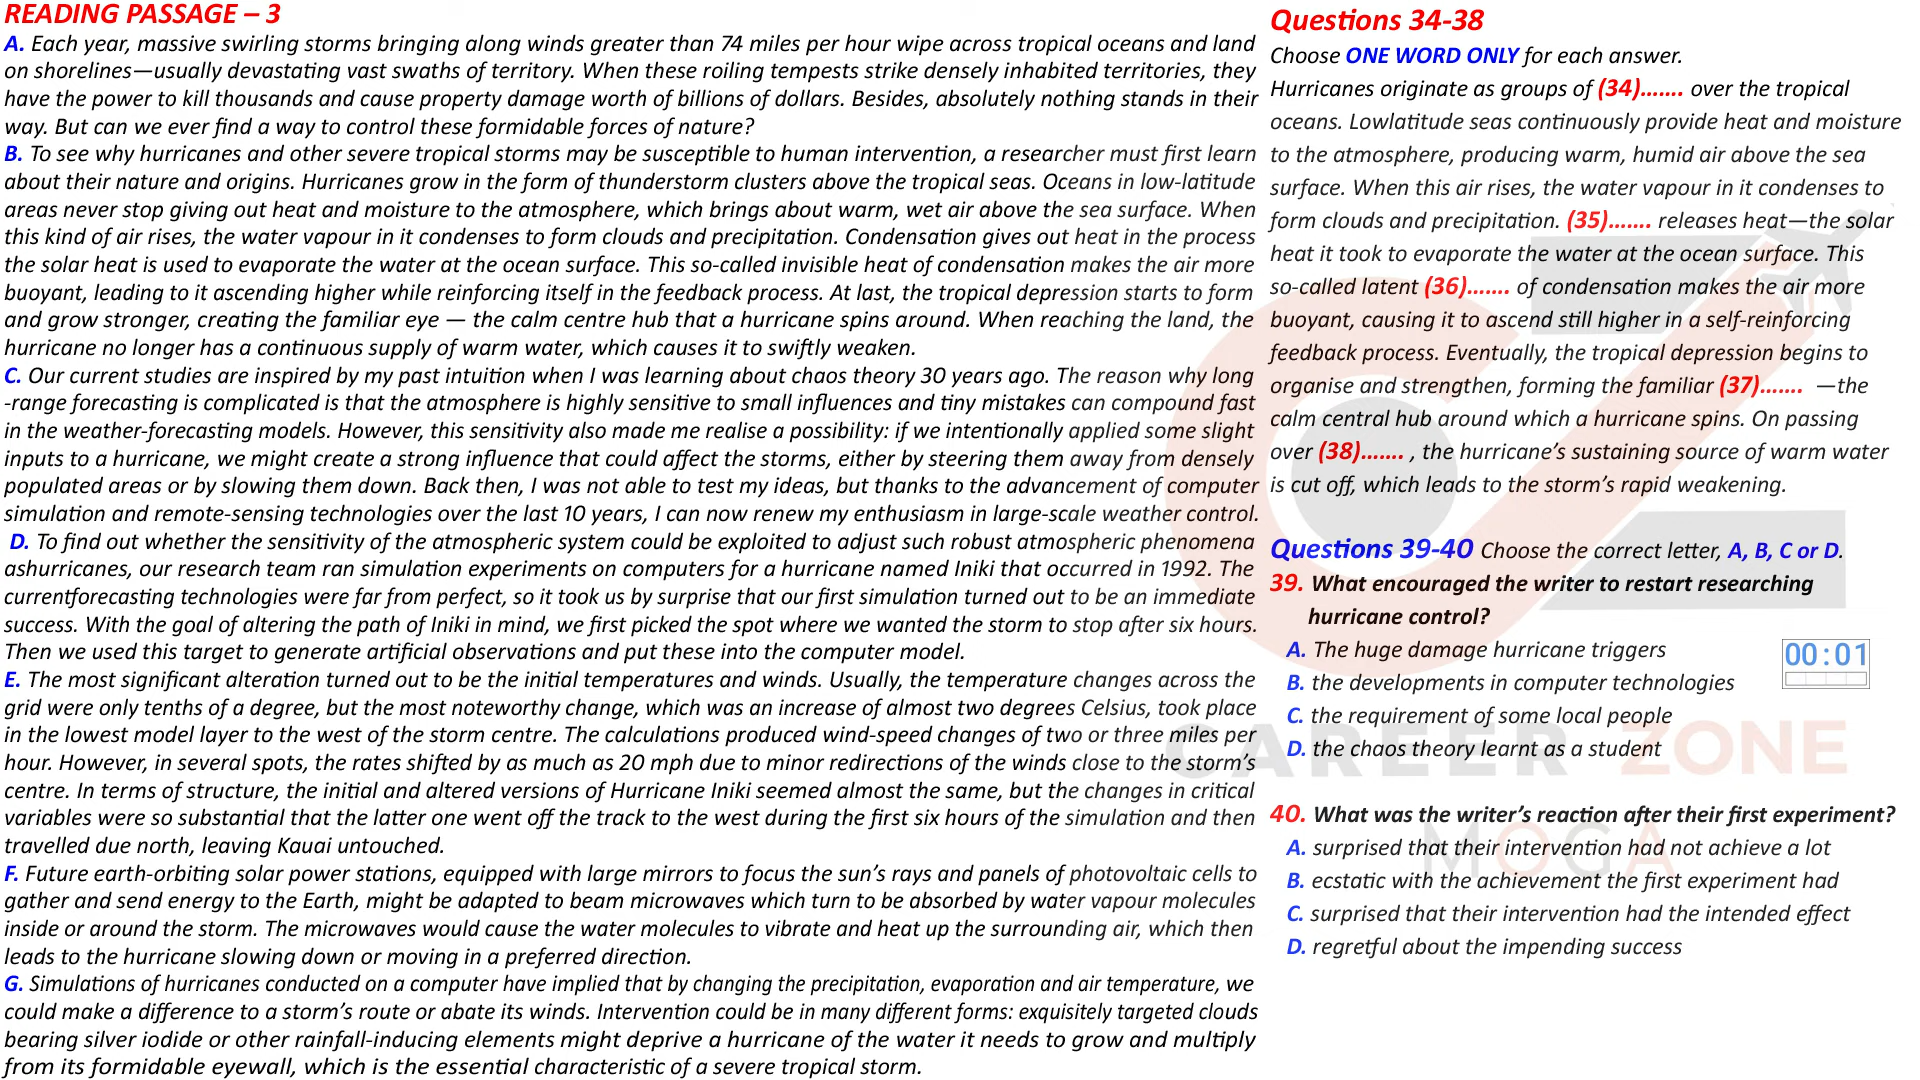 READING PASSAGE – 3
A. Each year, massive swirling storms bringing along winds greater than 74 miles per hour wipe across tropical oceans and land
on shorelines—usually devastating vast swaths of territory. When these roiling tempests strike densely inhabited territories, they
have the power to kill thousands and cause property damage worth of billions of dollars. Besides, absolutely nothing stands in their
way. But can we ever find a way to control these formidable forces of nature?
B. To see why hurricanes and other severe tropical storms may be susceptible to human intervention, a researcher must first learn
about their nature and origins. Hurricanes grow in the form of thunderstorm clusters above the tropical seas. Oceans in low-latitude
areas never stop giving out heat and moisture to the atmosphere, which brings about warm, wet air above the sea surface. When
this kind of air rises, the water vapour in it condenses to form clouds and precipitation. Condensation gives out heat in the process
the solar heat is used to evaporate the water at the ocean surface. This so-called invisible heat of condensation makes the air more
buoyant, leading to it ascending higher while reinforcing itself in the feedback process. At last, the tropical depression starts to form
and grow stronger, creating the familiar eye — the calm centre hub that a hurricane spins around. When reaching the land, the
hurricane no longer has a continuous supply of warm water, which causes it to swiftly weaken.
C. Our current studies are inspired by my past intuition when I was learning about chaos theory 30 years ago. The reason why long
-range forecasting is complicated is that the atmosphere is highly sensitive to small influences and tiny mistakes can compound fast
in the weather-forecasting models. However, this sensitivity also made me realise a possibility: if we intentionally applied some slight
inputs to a hurricane, we might create a strong influence that could affect the storms, either by steering them away from densely
populated areas or by slowing them down. Back then, I was not able to test my ideas, but thanks to the advancement of computer
simulation and remote-sensing technologies over the last 10 years, I can now renew my enthusiasm in large-scale weather control.
D. To find out whether the sensitivity of the atmospheric system could be exploited to adjust such robust atmospheric phenomena
ashurricanes, our research team ran simulation experiments on computers for a hurricane named Iniki that occurred in 1992. The
currentforecasting technologies were far from perfect, so it took us by surprise that our first simulation turned out to be an immediate
success. With the goal of altering the path of Iniki in mind, we first picked the spot where we wanted the storm to stop after six hours.
Then we used this target to generate artificial observations and put these into the computer model.
E. The most significant alteration turned out to be the initial temperatures and winds. Usually, the temperature changes across the
grid were only tenths of a degree, but the most noteworthy change, which was an increase of almost two degrees Celsius, took place
in the lowest model layer to the west of the storm centre. The calculations produced wind-speed changes of two or three miles per
hour. However, in several spots, the rates shifted by as much as 20 mph due to minor redirections of the winds close to the storm's
centre. In terms of structure, the initial and altered versions of Hurricane Iniki seemed almost the same, but the changes in critical
variables were so substantial that the latter one went off the track to the west during the first six hours of the simulation and then
travelled due north, leaving Kauai untouched.
F. Future earth-orbiting solar power stations, equipped with large mirrors to focus the sun's rays and panels of photovoltaic cells to
gather and send energy to the Earth, might be adapted to beam microwaves which turn to be absorbed by water vapour molecules
inside or around the storm. The microwaves would cause the water molecules to vibrate and heat up the surrounding air, which then
leads to the hurricane slowing down or moving in a preferred direction.
G. Simulations of hurricanes conducted on a computer have implied that by changing the precipitation, evaporation and air temperature, we
could make a difference to a storm's route or abate its winds. Intervention could be in many different forms: exquisitely targeted clouds
bearing silver iodide or other rainfall-inducing elements might deprive a hurricane of the water it needs to grow and multiply
from its formidable eyewall, which is the essential characteristic of a severe tropical storm.
Questions 34-38
Choose ONE WORD ONLY for each answer.
Hurricanes originate as groups of (34)....... over the tropical
oceans. Lowlatitude seas continuously provide heat and moisture
to the atmosphere, producing warm, humid air above the sea
surface. When this air rises, the water vapour in it condenses to
form clouds and precipitation. (35)....... releases heat—the solar
heat it took to evaporate the water at the ocean surface. This
so-called latent (36)....... of condensation makes the air more
buoyant, causing it to ascend still higher in a self-reinforcing
feedback process. Eventually, the tropical depression begins to
organise and strengthen, forming the familiar (37)....... —the
calm central hub around which a hurricane spins. On passing
over (38)....... , the hurricane's sustaining source of warm water
is cut off, which leads to the storm's rapid weakening.
Questions 39-40 Choose the correct letter, A, B, C or D.
39. What encouraged the writer to restart researching
hurricane control?
A. The huge damage hurricane triggers
B. the developments in computer technologies
C. the requirement of some local people
D. the chaos theory learnt as a student
00:01
CAREER ZONE
40. What was the writer's reaction after their first experiment?
MOGA
A. surprised that their intervention had not achieve a lot
B. ecstatic with the achievement the first experiment had
C. surprised that their intervention had the intended effect
D. regretful about the impending success